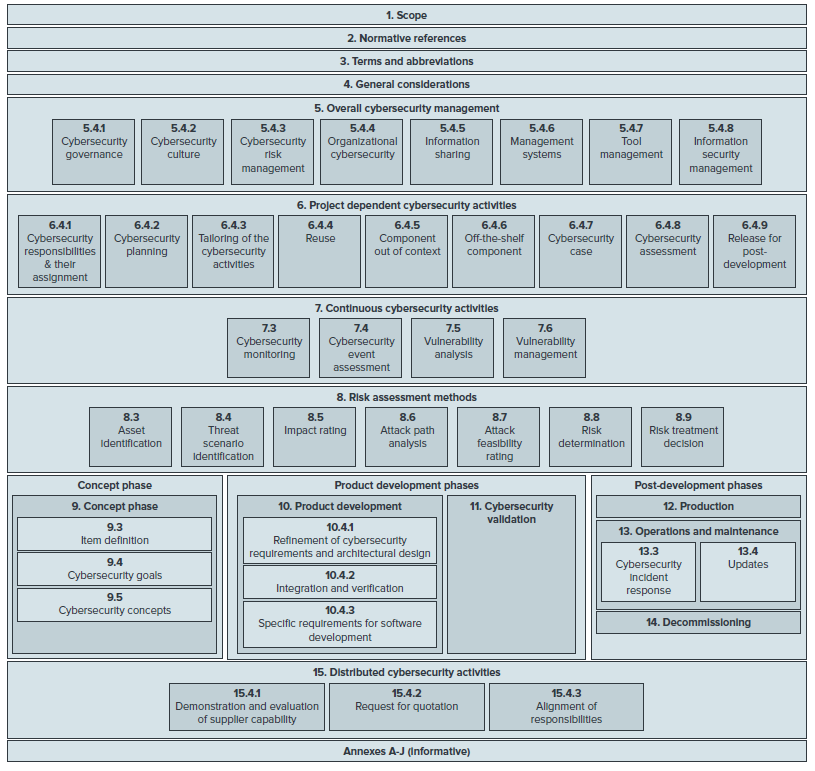 1. Scope
2. Normative references
3. Terms and abbreviations
4. General considerations
5. Overall cybersecurity management
5.4.1
Cybersecurity
governance
5.4.2
Cybersecurity
culture
5.4.3
Cybersecurity
risk
management
5.4.4
Organizational
cybersecurity
5.4.5
Information
sharing
5.4.6
Management
systems
5.4.7
Tool
management
5.4.8
Information
security
management
6. Project dependent cybersecurity activities
6.4.1
Cybersecurity
responsibilities
& their
assignment
6.4.2
Cybersecurity
planning
6.4.3
Tailoring of the
cybersecurity
activities
6.4.4
Reuse
6.4.5
Component
out of context
6.4.6
Off-the-shelf
component
6.4.7
Cybersecurity
case
6.4.8
Cybersecurity
assessment
6.4.9
Release for
post-
development
7. Continuous cybersecurity activities
7.3
Cybersecurity
monitoring
7.4
Cybersecurity
event
assessment
7.5
Vulnerability
analysis
7.6
Vulnerability
management
8. Risk assessment methods
8.3
Asset
identification
8.4
Threat
scenario
identification
8.5
Impact rating
8.6
Attack path
analysis
8.7
Attack
feasibility
rating
8.8
Risk
determination
8.9
Risk treatment
decision
Concept phase
9. Concept phase
9.3
Item definition
9.4
Cybersecurity goals
9.5
Cybersecurity concepts
Product development phases
10. Product development
10.4.1
Refinement of cybersecurity
requirements and architectural design
10.4.2
Integration and verification
10.4.3
Specific requirements for software
development
11. Cybersecurity
validation
Post-development phases
12. Production
13. Operations and maintenance
13.3
Cybersecurity
incident
response
13.4
Updates
14. Decommissioning
15. Distributed cybersecurity activities
15.4.1
Demonstration and evaluation
of supplier capability
15.4.2
Request for quotation
15.4.3
Alignment of
responsibilities
Annexes A-J (informative)